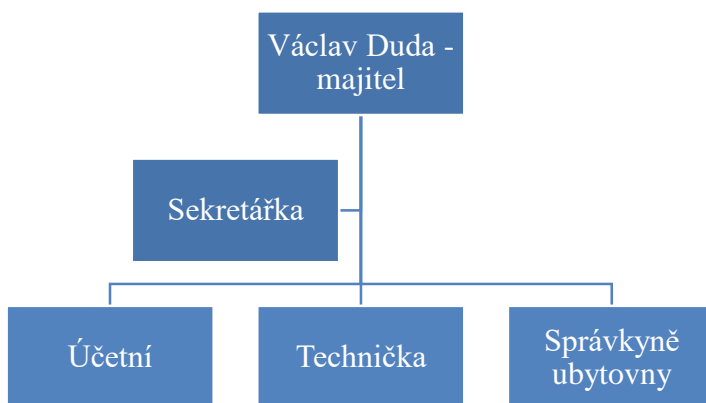 Václav Duda -
majitel
Sekretářka
Účetní
Technička
Správkyně
ubytovny